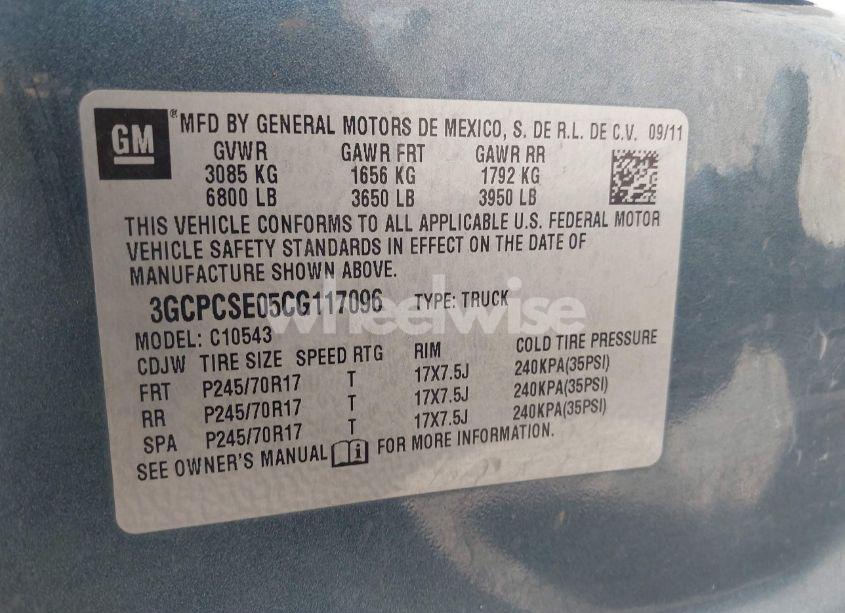 GM
® MFD BY GENERAL MOTORS DE MEXICO, S. DE R.L. DE C.V. 09/11
GVWR GAWR FRT GAWR RR
3085 KG 1656 KG 1792 KG
6800 LB 3650 LB 3950 LB
THIS VEHICLE CONFORMS TO ALL APPLICABLE U.S. FEDERAL MOTOR
VEHICLE SAFETY STANDARDS IN EFFECT ON THE DATE OF
MANUFACTURE SHOWN ABOVE.
3GCPCSE05CG117096 TYPE: TRUCK
wheelwise
MODEL: C10543
CDJW TIRE SIZE SPEED RTG RIM COLD TIRE PRESSURE
FRT P245/70R17 T 17X7.5J 240KPA(35PSI)
RR P245/70R17 T 17X7.5J 240KPA(35PSI)
SPA P245/70R17 T 17X7.5J 240KPA(35PSI)
SEE OWNER'S MANUAL i FOR MORE INFORMATION.